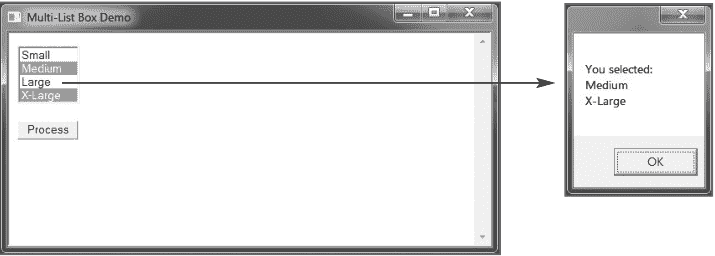 Multi-List Box Demo
Small
Medium
Large
X-Large
Process
You selected:
Medium
X-Large
OK